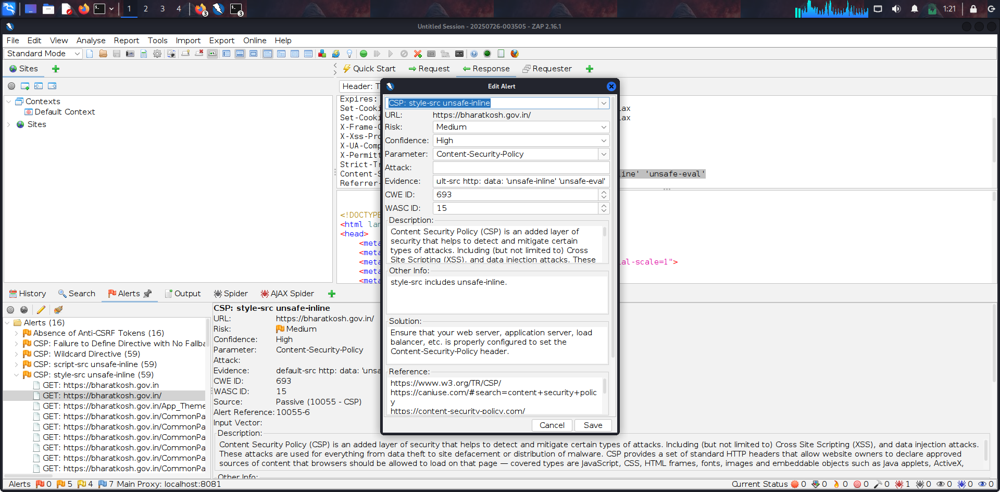 1 2 3 4
3
3
1:21
Untitled Session - 20250726-003505 - ZAP 2.16.1
File Edit View Analyse Report Tools Import Export Online Help
Standard Mode
Sites
Quick Start Request Response Requester
Contexts
Default Context
Sites
Header: T
Expires:
Set-Cooki
lax
Set-Cooki
lax
X-Frame-O
X-Xss-Pro
X-UA-Comp
X-Permitt
Strict-Tr
Content-S
line' 'unsafe-eval'
Referrer-
<!DOCTYPE
<html lan
<head>
<meta
<meta
<meta
ial-scale=1">
<meta
<meta
Edit Alert
CSP: style-src unsafe-inline
URL: https://bharatkosh.gov.in/
Risk: Medium
Confidence: High
Parameter: Content-Security-Policy
Attack:
Evidence: ult-src http: data: 'unsafe-inline' 'unsafe-eval'
CWE ID: 693
WASC ID: 15
Description:
Content Security Policy (CSP) is an added layer of
security that helps to detect and mitigate certain
types of attacks. Including (but not limited to) Cross
Site Scripting (XSS), and data injection attacks. These
Other Info:
style-src includes unsafe-inline.
Solution:
Ensure that your web server, application server, load
balancer, etc. is properly configured to set the
Content-Security-Policy header.
Reference:
https://www.w3.org/TR/CSP/
https://caniuse.com/#search=content+security+polic
y
https://content-security-policy.com/
Cancel Save
History Search Alerts Output Spider AJAX Spider
Alerts (16)
Absence of Anti-CSRF Tokens (16)
CSP: Failure to Define Directive with No Fallba
CSP: Wildcard Directive (59)
CSP: script-src unsafe-inline (59)
CSP: style-src unsafe-inline (59)
GET: https://bharatkosh.gov.in
GET: https://bharatkosh.gov.in/
GET: https://bharatkosh.gov.in/App_Theme
GET: https://bharatkosh.gov.in/CommonPa
GET: https://bharatkosh.gov.in/CommonPa
GET: https://bharatkosh.gov.in/CommonPa
GET: https://bharatkosh.gov.in/CommonPa
GET: https://bharatkosh.gov.in/CommonPa
GET: https://bharatkosh.gov.in/CommonPa
CSP: style-src unsafe-inline
URL: https://bharatkosh.gov.in/
Risk: Medium
Confidence: High
Parameter: Content-Security-Policy
Attack:
Evidence: default-src http: data: 'unsa
CWE ID: 693
WASC ID: 15
Source: Passive (10055 - CSP)
Alert Reference: 10055-6
Input Vector:
Description:
Content Security Policy (CSP) is an added layer of security that helps to detect and mitigate certain types of attacks. Including (but not limited to) Cross Site Scripting (XSS), and data injection attacks.
These attacks are used for everything from data theft to site defacement or distribution of malware. CSP provides a set of standard HTTP headers that allow website owners to declare approved
sources of content that browsers should be allowed to load on that page — covered types are JavaScript, CSS, HTML frames, fonts, images and embeddable objects such as Java applets, ActiveX,
Other Info:
Alerts 0 5 4 7 Main Proxy: localhost:8081
Current Status 0 0 0 0 0 1 0 0 0 0